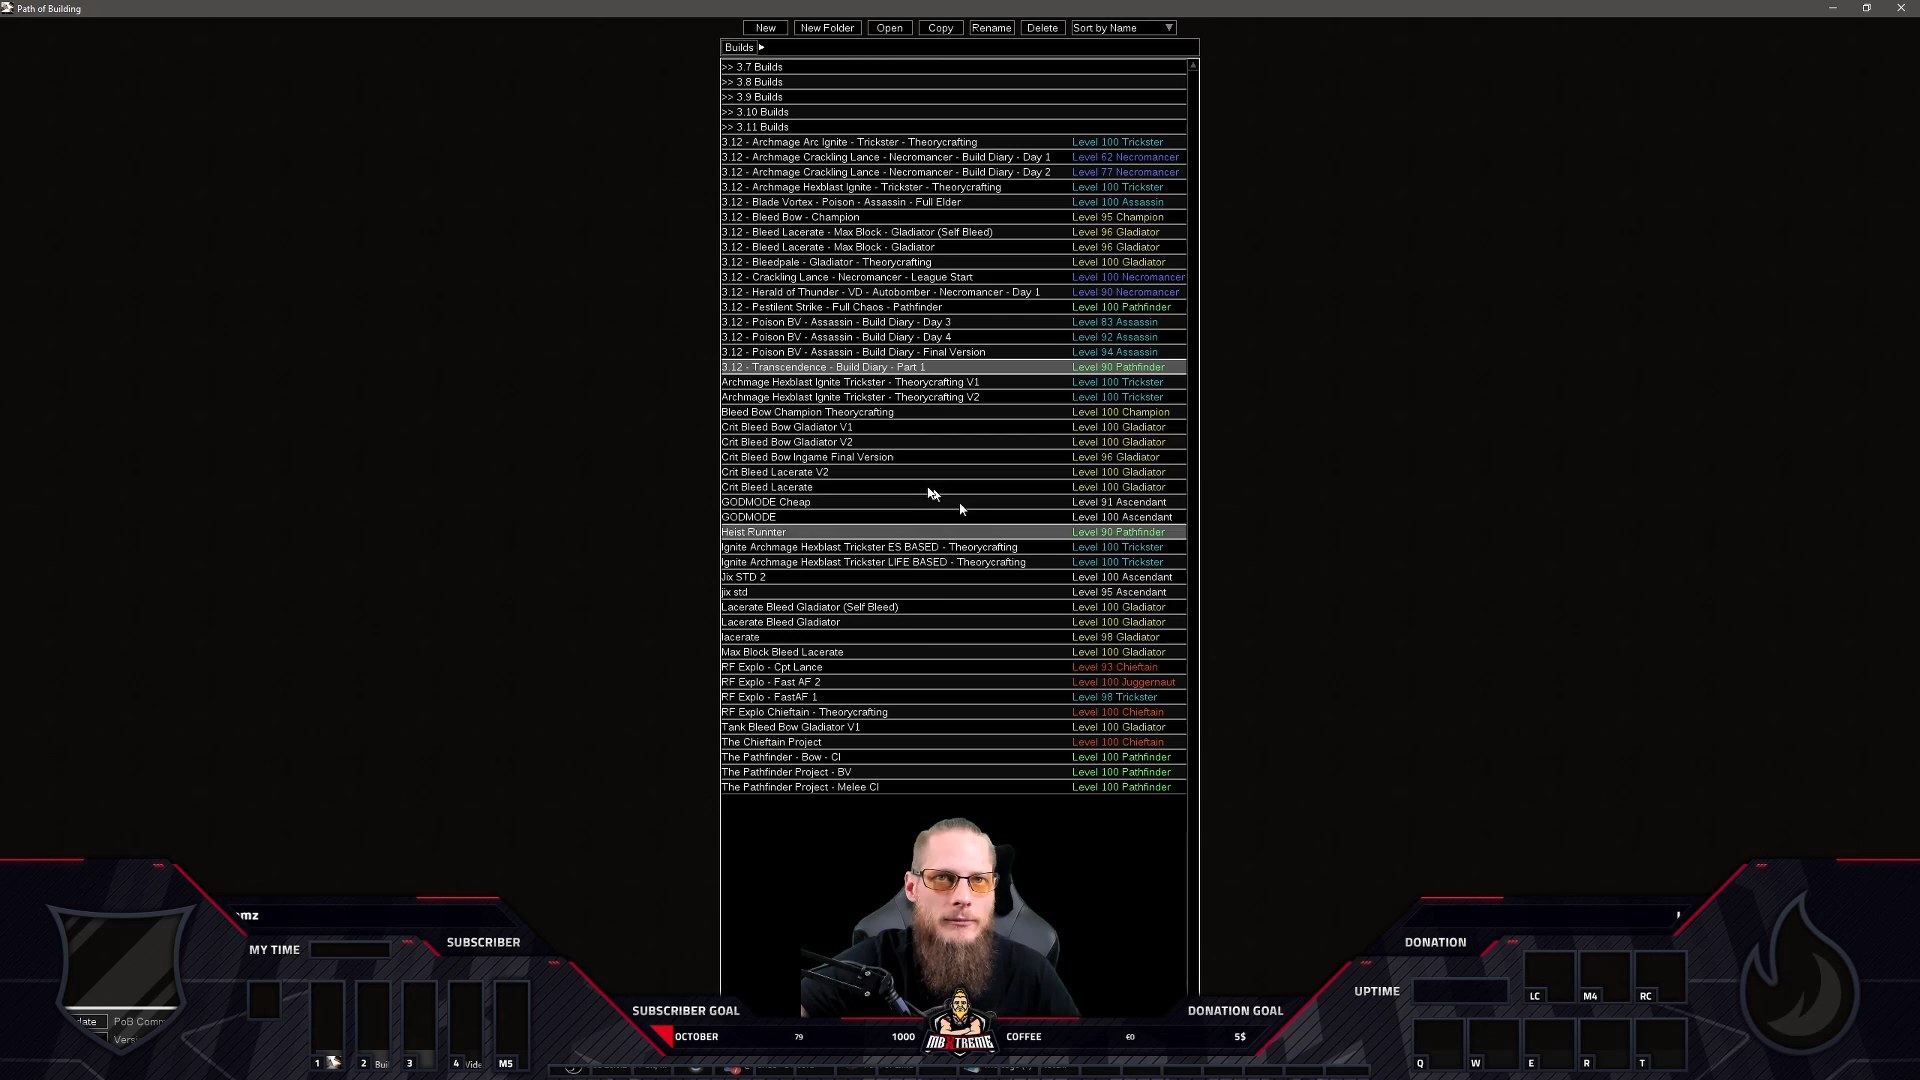 Path of Building
New New Folder Open Copy Rename Delete Sort by Name
Builds
>> 3.7 Builds
>> 3.8 Builds
>> 3.9 Builds
>> 3.10 Builds
>> 3.11 Builds
3.12 - Archmage Arc Ignite - Trickster - Theorycrafting Level 100 Trickster
3.12 - Archmage Crackling Lance - Necromancer - Build Diary - Day 1 Level 62 Necromancer
3.12 - Archmage Crackling Lance - Necromancer - Build Diary - Day 2 Level 77 Necromancer
3.12 - Archmage Hexblast Ignite - Trickster - Theorycrafting Level 100 Trickster
3.12 - Blade Vortex - Poison - Assassin - Full Elder Level 100 Assassin
3.12 - Bleed Bow - Champion Level 95 Champion
3.12 - Bleed Lacerate - Max Block - Gladiator (Self Bleed) Level 96 Gladiator
3.12 - Bleed Lacerate - Max Block - Gladiator Level 96 Gladiator
3.12 - Bleedpale - Gladiator - Theorycrafting Level 100 Gladiator
3.12 - Crackling Lance - Necromancer - League Start Level 100 Necromancer
3.12 - Herald of Thunder - VD - Autobomber - Necromancer - Day 1 Level 90 Necromancer
3.12 - Pestilent Strike - Full Chaos - Pathfinder Level 100 Pathfinder
3.12 - Poison BV - Assassin - Build Diary - Day 3 Level 83 Assassin
3.12 - Poison BV - Assassin - Build Diary - Day 4 Level 92 Assassin
3.12 - Poison BV - Assassin - Build Diary - Final Version Level 94 Assassin
3.12 - Transcendence - Build Diary - Part 1 Level 90 Pathfinder
Archmage Hexblast Ignite Trickster - Theorycrafting V1 Level 100 Trickster
Archmage Hexblast Ignite Trickster - Theorycrafting V2 Level 100 Trickster
Bleed Bow Champion Theorycrafting Level 100 Champion
Crit Bleed Bow Gladiator V1 Level 100 Gladiator
Crit Bleed Bow Gladiator V2 Level 100 Gladiator
Crit Bleed Bow Ingame Final Version Level 96 Gladiator
Crit Bleed Lacerate V2 Level 100 Gladiator
Crit Bleed Lacerate Level 100 Gladiator
GODMODE Cheap Level 91 Ascendant
GODMODE Level 100 Ascendant
Heist Runnter Level 90 Pathfinder
Ignite Archmage Hexblast Trickster ES BASED - Theorycrafting Level 100 Trickster
Ignite Archmage Hexblast Trickster LIFE BASED - Theorycrafting Level 100 Trickster
Jix STD 2 Level 100 Ascendant
jix std Level 95 Ascendant
Lacerate Bleed Gladiator (Self Bleed) Level 100 Gladiator
Lacerate Bleed Gladiator Level 100 Gladiator
lacerate Level 98 Gladiator
Max Block Bleed Lacerate Level 100 Gladiator
RF Explo - Cpt Lance Level 93 Chieftain
RF Explo - Fast AF 2 Level 100 Juggernaut
RF Explo - FastAF 1 Level 98 Trickster
RF Explo Chieftain - Theorycrafting Level 100 Chieftain
Tank Bleed Bow Gladiator V1 Level 100 Gladiator
The Chieftain Project Level 100 Chieftain
The Pathfinder - Bow - CI Level 100 Pathfinder
The Pathfinder Project - BV Level 100 Pathfinder
The Pathfinder Project - Melee CI Level 100 Pathfinder
mz
MY TIME SUBSCRIBER DONATION
UPTIME LC M4 RC
SUBSCRIBER GOAL DONATION GOAL
date PoB Comm
Versi
OCTOBER 79 1000 MBXTREME COFFEE €0 5$
1 2 Buil 3 4 Vide M5 Q W E R T